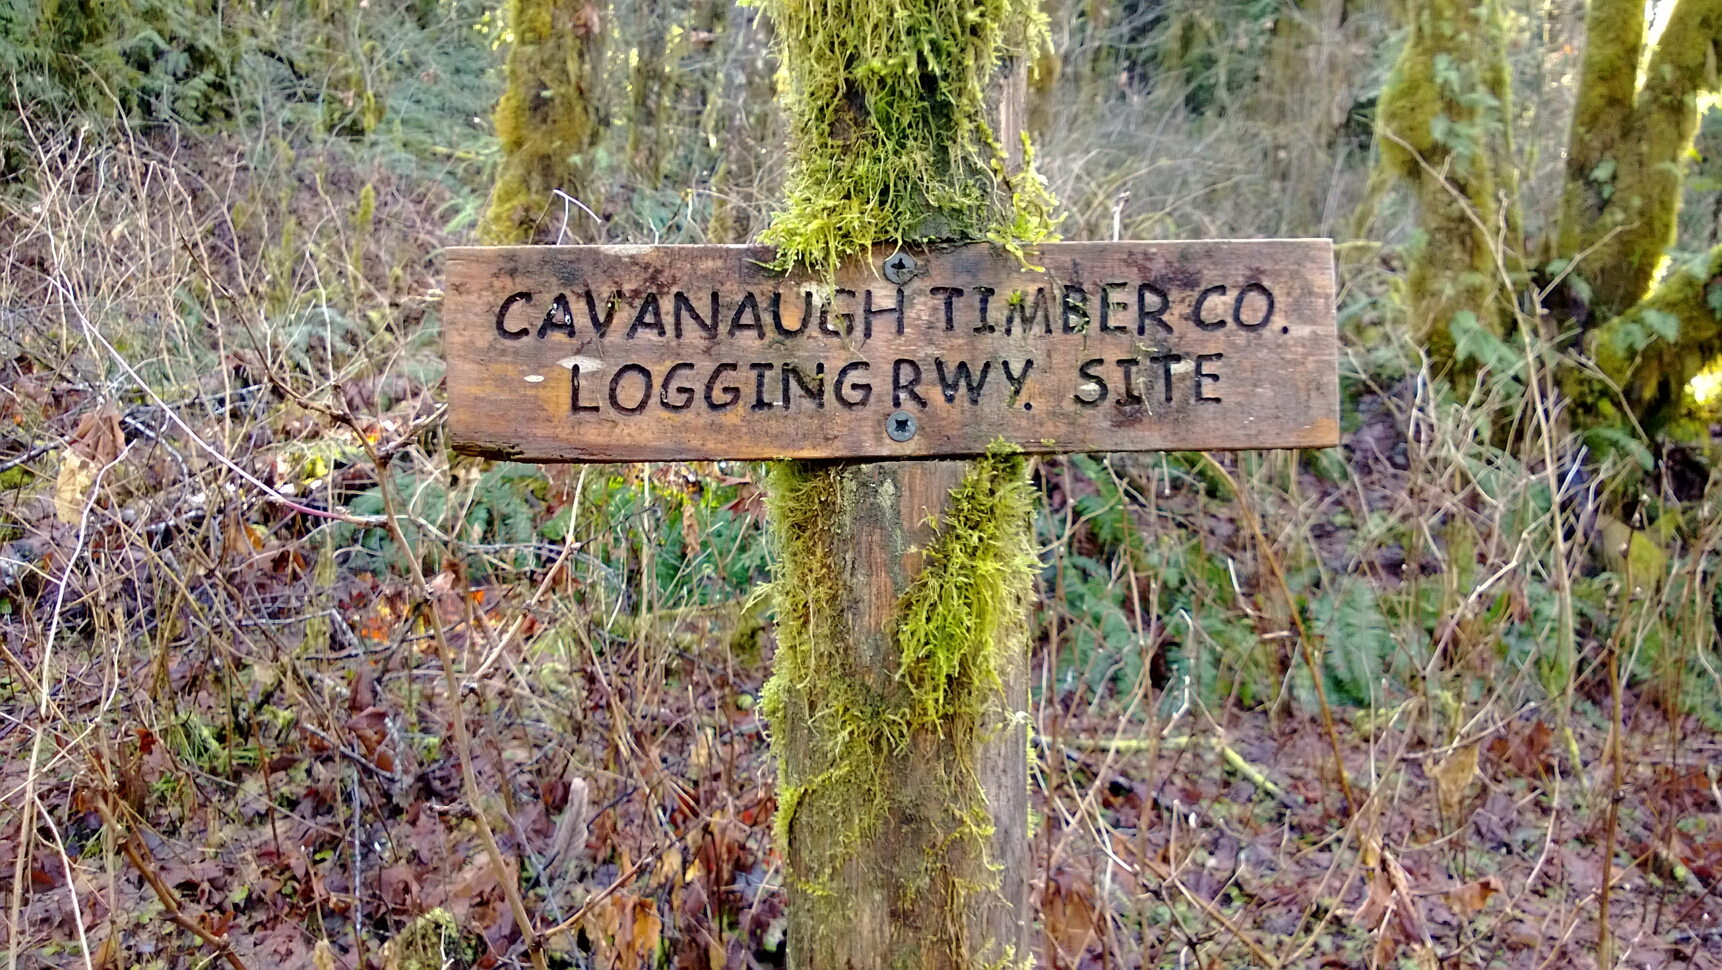 CAVANAUGH TIMBER CO.
LOGGING RWY. SITE